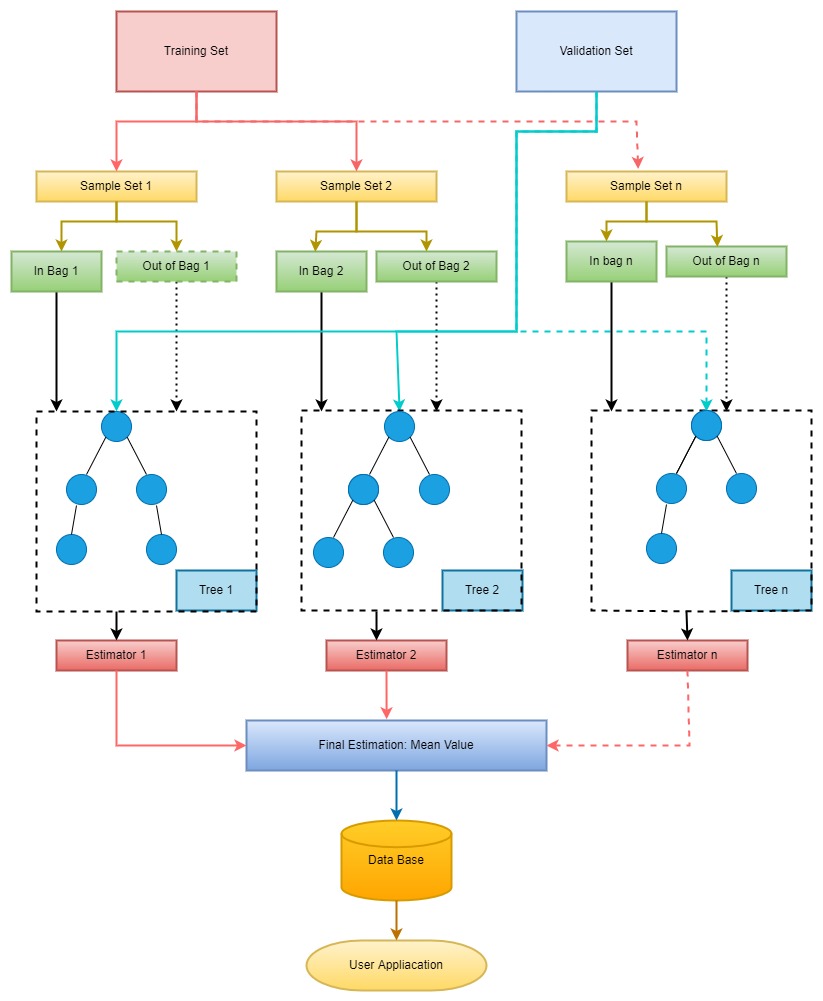 Training Set
Validation Set
Sample Set 1
Sample Set 2
Sample Set n
In Bag 1
Out of Bag 1
In Bag 2
Out of Bag 2
In bag n
Out of Bag n
Tree 1
Tree 2
Tree n
Estimator 1
Estimator 2
Estimator n
Final Estimation: Mean Value
Data Base
User Appliacation